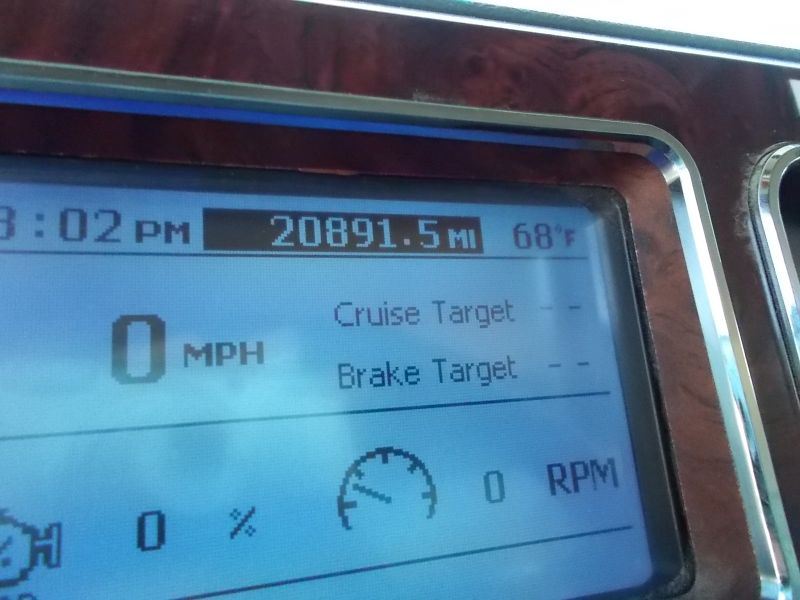 :02 PM 20891.5 MI 68°F
0 MPH
Cruise Target - -
Brake Target - -
0 % 0 RPM